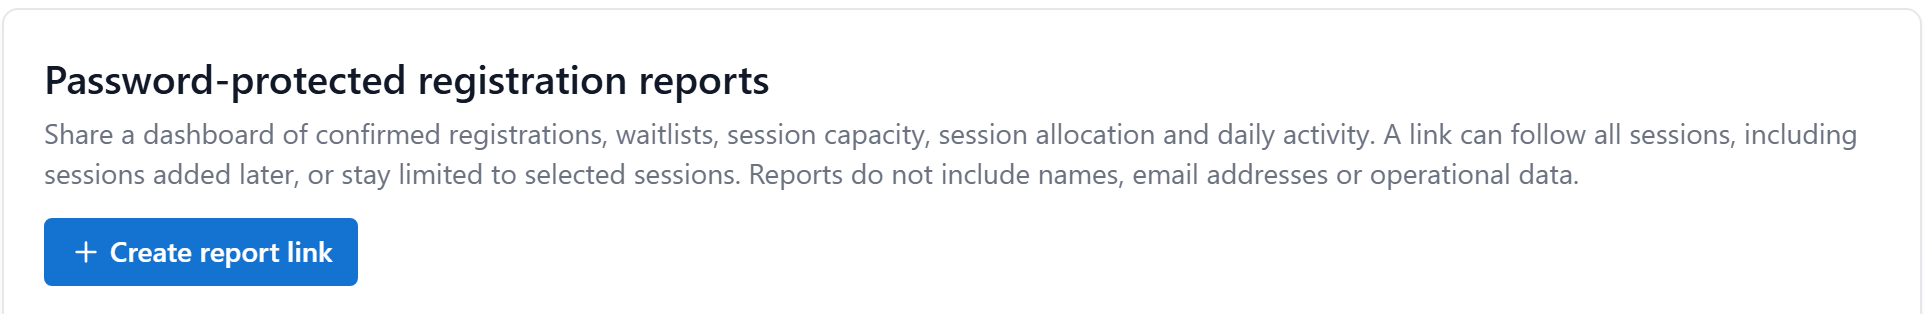 Password-protected registration reports
Share a dashboard of confirmed registrations, waitlists, session capacity, session allocation and daily activity. A link can follow all sessions, including
sessions added later, or stay limited to selected sessions. Reports do not include names, email addresses or operational data.
+ Create report link